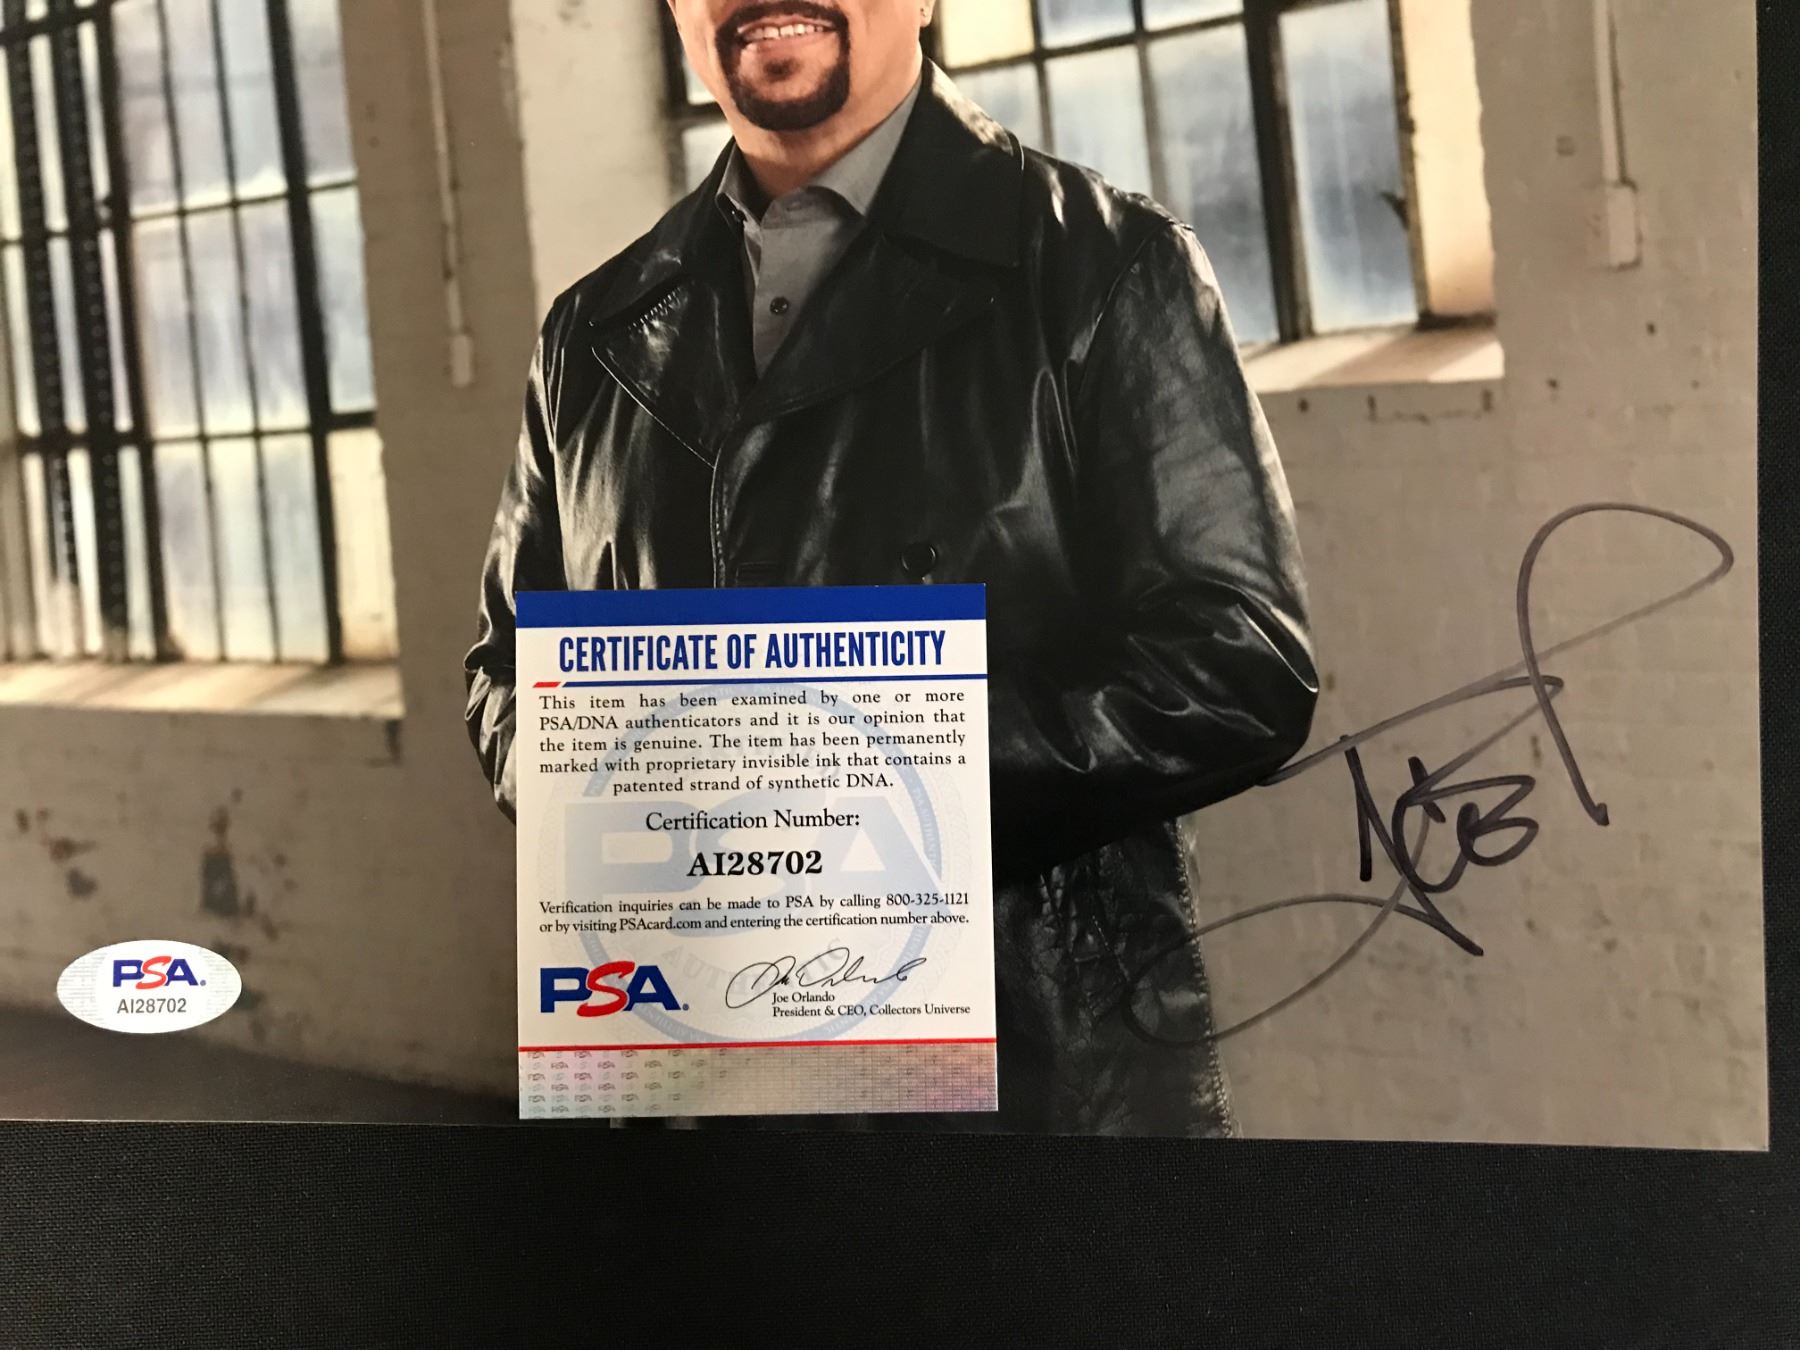 CERTIFICATE OF AUTHENTICITY
This item has been examined by one or more
PSA/DNA authenticators and it is our opinion that
the item is genuine. The item has been permanently
marked with proprietary invisible ink that contains a
patented strand of synthetic DNA.
Certification Number:
AI28702
Verification inquiries can be made to PSA by calling 800-325-1121
or by visiting PSAcard.com and entering the certification number above.
PSA.
Joe Orlando
President & CEO, Collectors Universe
PSA.
AI28702